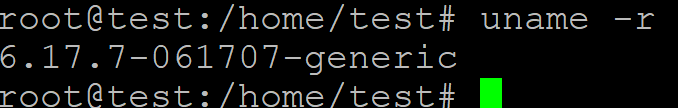 root@test:/home/test# uname -r
6.17.7-061707-generic
root@test:/home/test#